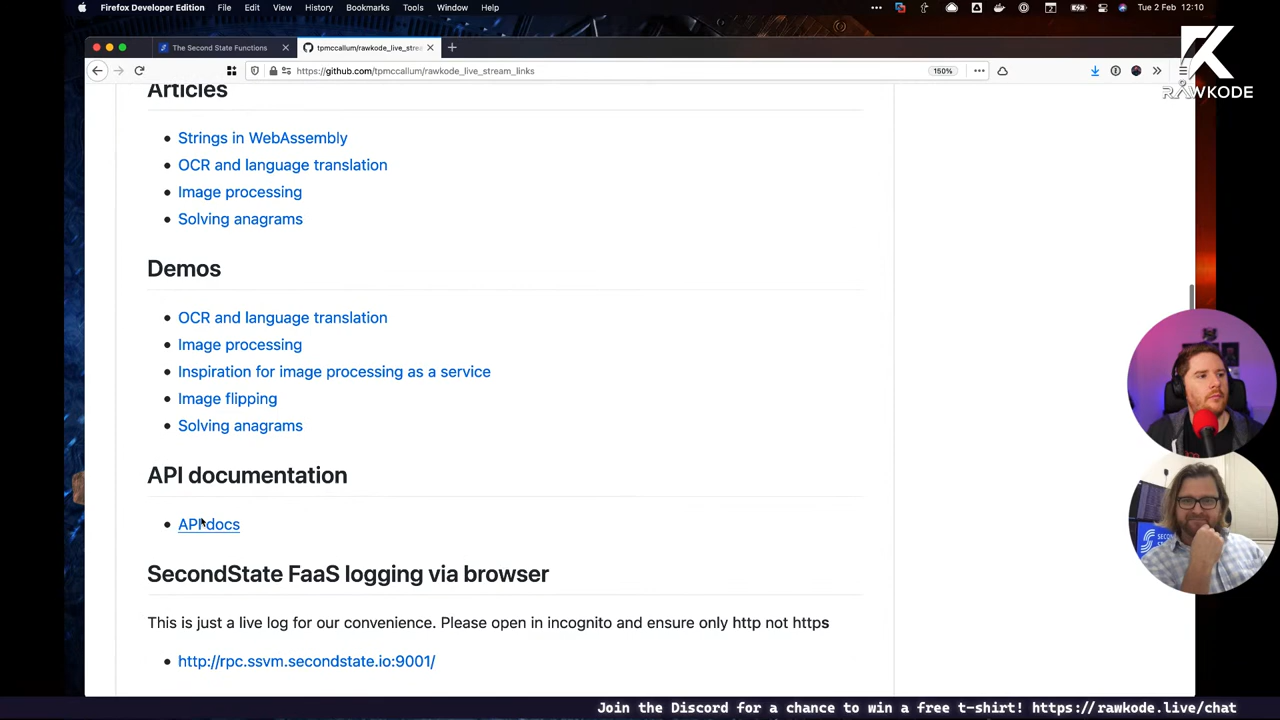 Firefox Developer Edition File Edit View History Bookmarks Tools Window Help Tue 2 Feb 12:10
The Second State Functions
tpmccallum/rawkode_live_stre
https://github.com/tpmccallum/rawkode_live_stream_links 150%
RAWKODE
Articles
Strings in WebAssembly
OCR and language translation
Image processing
Solving anagrams
Demos
OCR and language translation
Image processing
Inspiration for image processing as a service
Image flipping
Solving anagrams
API documentation
API docs
SecondState FaaS logging via browser
This is just a live log for our convenience. Please open in incognito and ensure only http not https
http://rpc.ssvm.secondstate.io:9001/
Join the Discord for a chance to win a free t-shirt! https://rawkode.live/chat